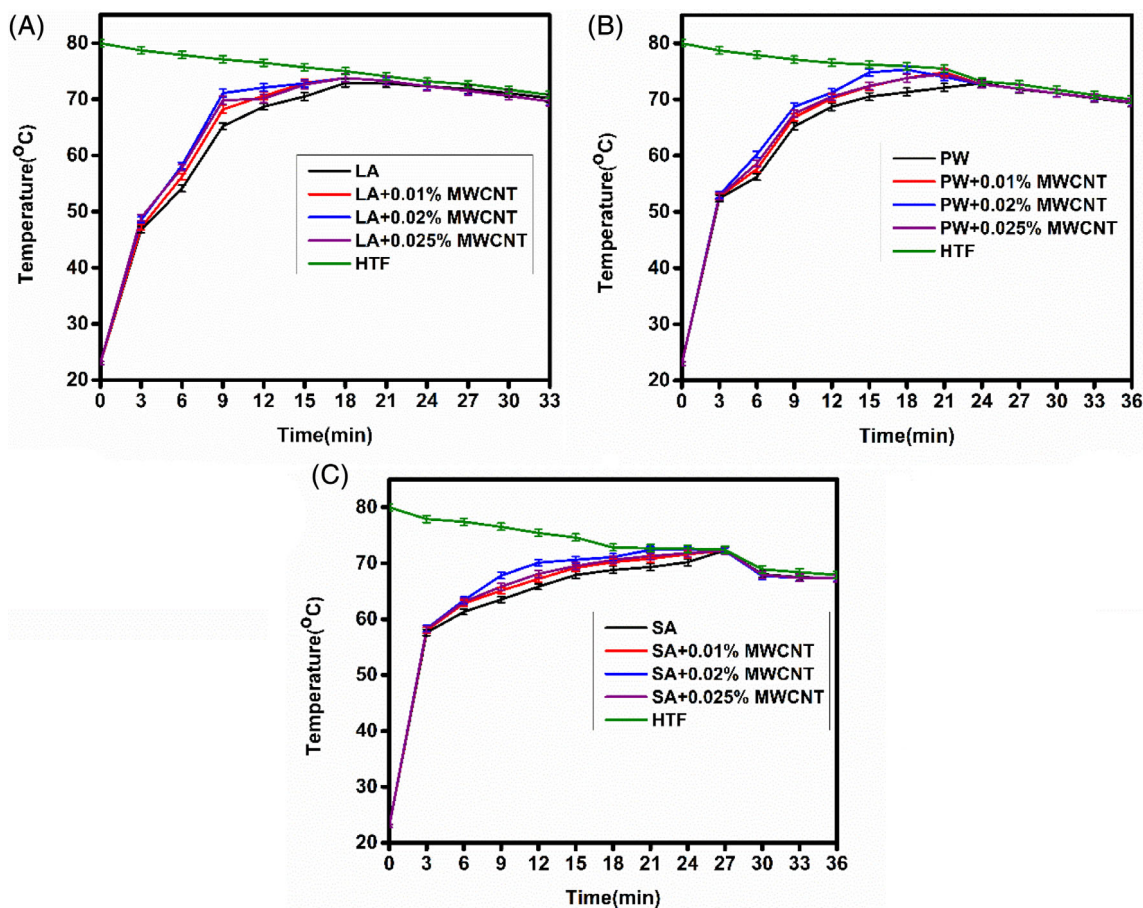 (A)
80
70
60
50
40
30
20
Temperature(°C)
LA
LA+0.01% MWCNT
LA+0.02% MWCNT
LA+0.025% MWCNT
HTF
0 3 6 9 12 15 18 21 24 27 30 33
Time(min)
(B)
80
70
60
50
40
30
20
Temperature(°C)
PW
PW+0.01% MWCNT
PW+0.02% MWCNT
PW+0.025% MWCNT
HTF
0 3 6 9 12 15 18 21 24 27 30 33 36
Time(min)
(C)
80
70
60
50
40
30
20
Temperature(°C)
SA
SA+0.01% MWCNT
SA+0.02% MWCNT
SA+0.025% MWCNT
HTF
0 3 6 9 12 15 18 21 24 27 30 33 36
Time(min)